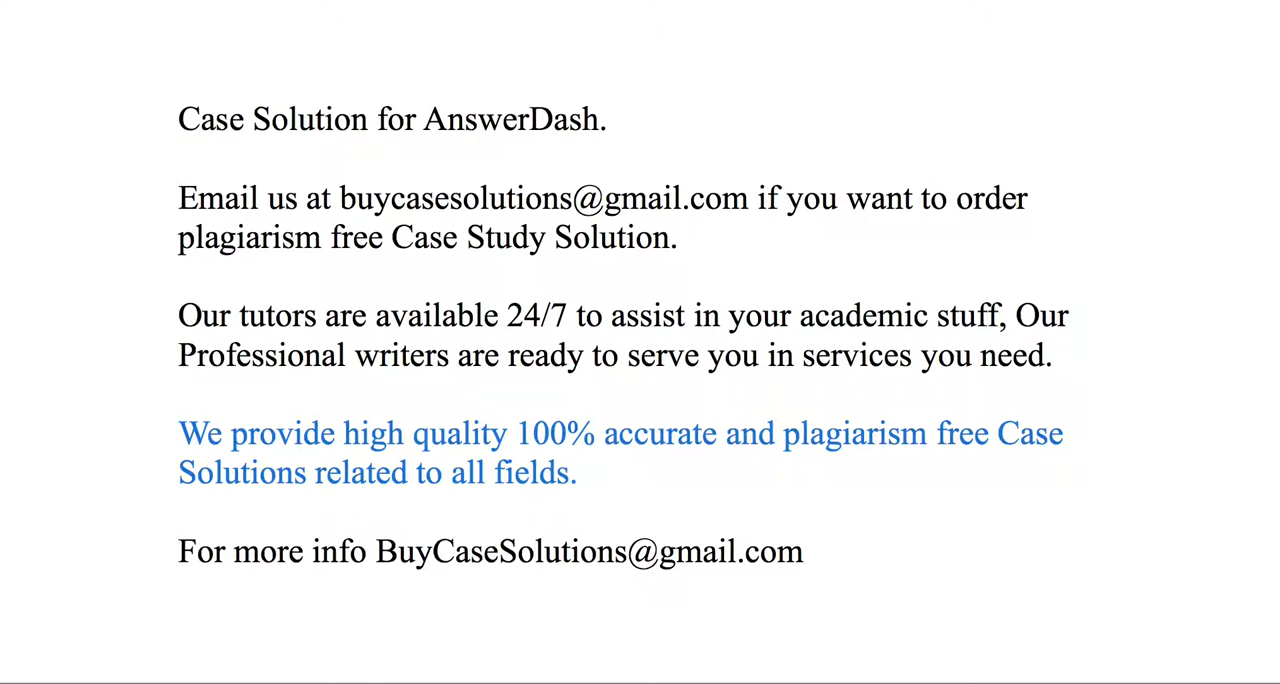 Case Solution for AnswerDash.
Email us at buycasesolutions@gmail.com if you want to order
plagiarism free Case Study Solution.
Our tutors are available 24/7 to assist in your academic stuff, Our
Professional writers are ready to serve you in services you need.
We provide high quality 100% accurate and plagiarism free Case
Solutions related to all fields.
For more info BuyCaseSolutions@gmail.com